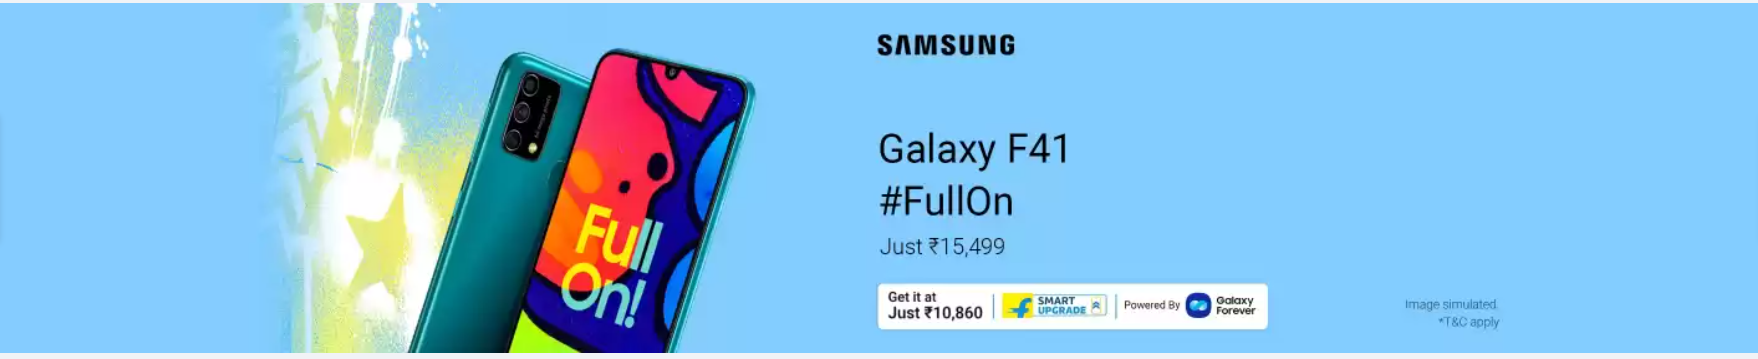 SAMSUNG
Galaxy F41
#FullOn
Just ₹15,499
Get it at
Just ₹10,860
SMART
UPGRADE
Powered By
Galaxy
Forever
Full
On!
Image simulated.
*T&C apply